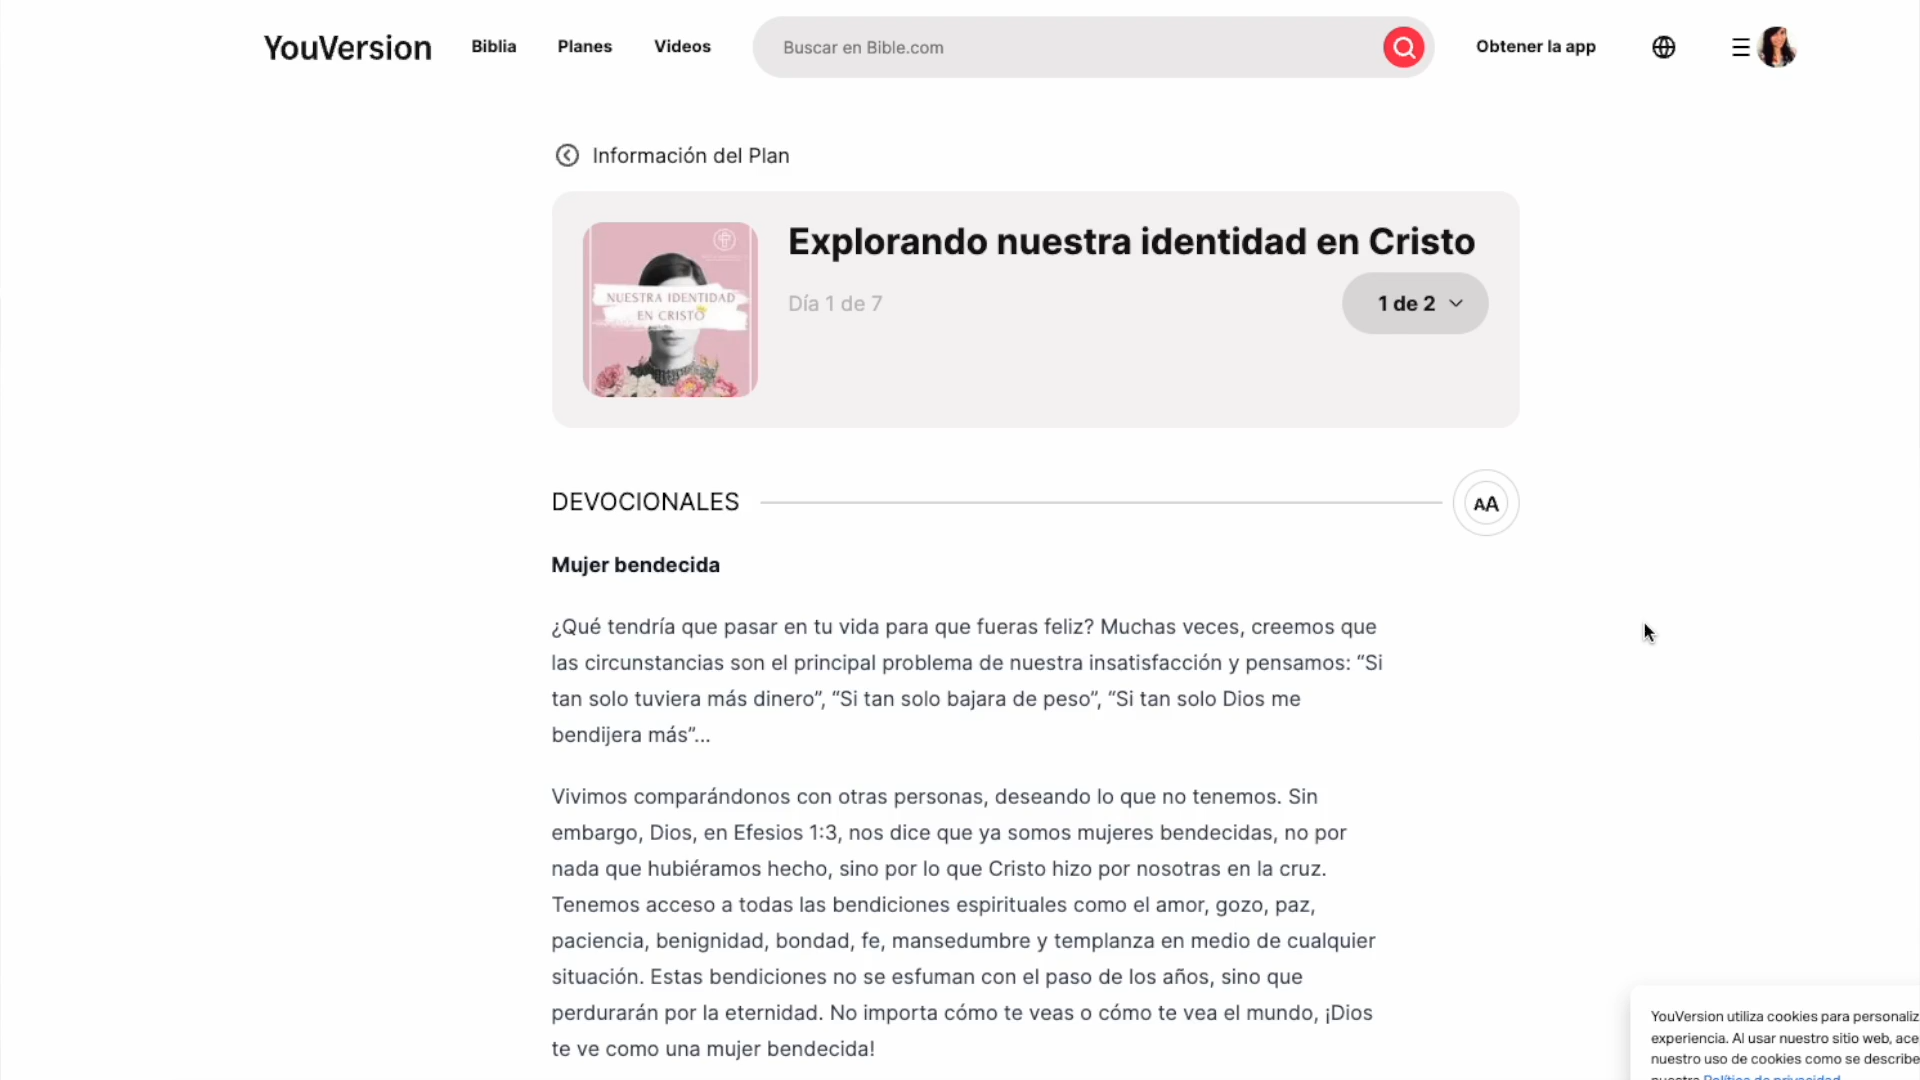 YouVersion
Biblia
Planes
Videos
Buscar en Bible.com
Obtener la app
Información del Plan
NUESTRA IDENTIDAD
EN CRISTO
Explorando nuestra identidad en Cristo
Día 1 de 7
1 de 2
DEVOCIONALES
AA
Mujer bendecida
¿Qué tendría que pasar en tu vida para que fueras feliz? Muchas veces, creemos que
las circunstancias son el principal problema de nuestra insatisfacción y pensamos: “Si
tan solo tuviera más dinero”, “Si tan solo bajara de peso”, “Si tan solo Dios me
bendijera más”...
Vivimos comparándonos con otras personas, deseando lo que no tenemos. Sin
embargo, Dios, en Efesios 1:3, nos dice que ya somos mujeres bendecidas, no por
nada que hubiéramos hecho, sino por lo que Cristo hizo por nosotras en la cruz.
Tenemos acceso a todas las bendiciones espirituales como el amor, gozo, paz,
paciencia, benignidad, bondad, fe, mansedumbre y templanza en medio de cualquier
situación. Estas bendiciones no se esfuman con el paso de los años, sino que
perdurarán por la eternidad. No importa cómo te veas o cómo te vea el mundo, ¡Dios
te ve como una mujer bendecida!
YouVersion utiliza cookies para personaliz
experiencia. Al usar nuestro sitio web, ace
nuestro uso de cookies como se describe
nuestra Política de privacidad